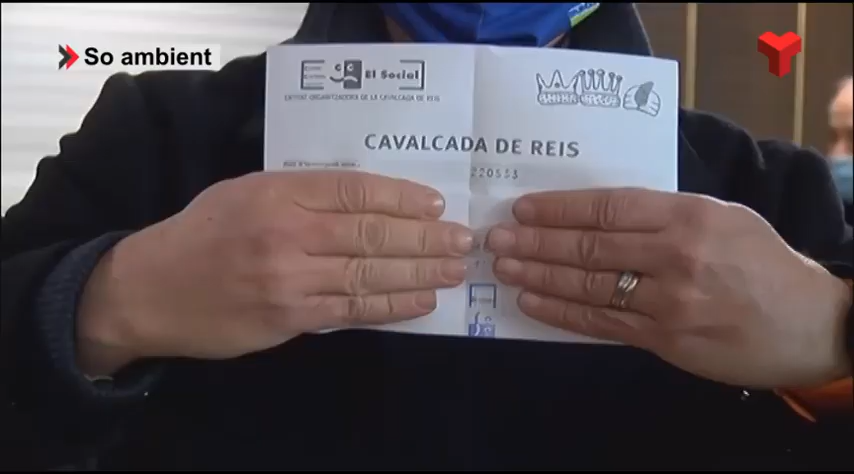 So ambient
El Social
ENTITAT ORGANITZADORA DE LA CAVALCADA DE REIS
CAVALCADA DE REIS
220553